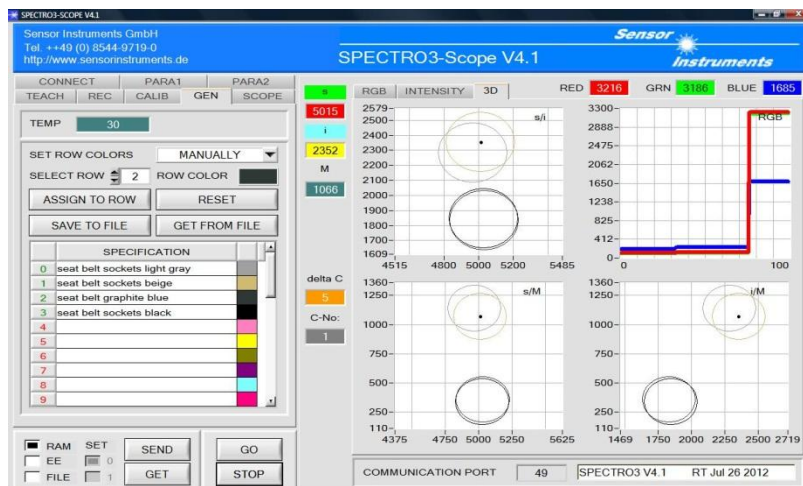 SPECTRO3-SCOPE V4.1
Sensor Instruments GmbH
Tel. ++49 (0) 8544-9719-0
http://www.sensorinstruments.de
SPECTRO3-Scope V4.1
Sensor
Instruments
CONNECT PARA1 PARA2
TEACH REC CALIB GEN SCOPE
TEMP 30
SET ROW COLORS MANUALLY
SELECT ROW 2 ROW COLOR
ASSIGN TO ROW RESET
SAVE TO FILE GET FROM FILE
SPECIFICATION
0 seat belt sockets light gray
1 seat belt sockets beige
2 seat belt graphite blue
3 seat belt sockets black
4
5
6
7
8
9
RAM SET
EE 0
FILE 1
SEND GO
GET STOP
s
5015
i
2352
M
1066
delta C
5
C-No:
1
RGB INTENSITY 3D
RED 3216 GRN 3186 BLUE 1685
s/i
2579
2500
2400
2300
2200
2100
2000
1900
1800
1700
1609
4515 4800 5000 5200 5485
RGB
3300
2888
2475
2062
1650
1238
825
412
0
0 100
s/M
1360
1250
1000
750
500
250
110
4375 4750 5000 5250 5625
i/M
1360
1250
1000
750
500
250
110
1469 1750 2000 2250 2500 2719
COMMUNICATION PORT 49 SPECTRO3 V4.1 RT Jul 26 2012